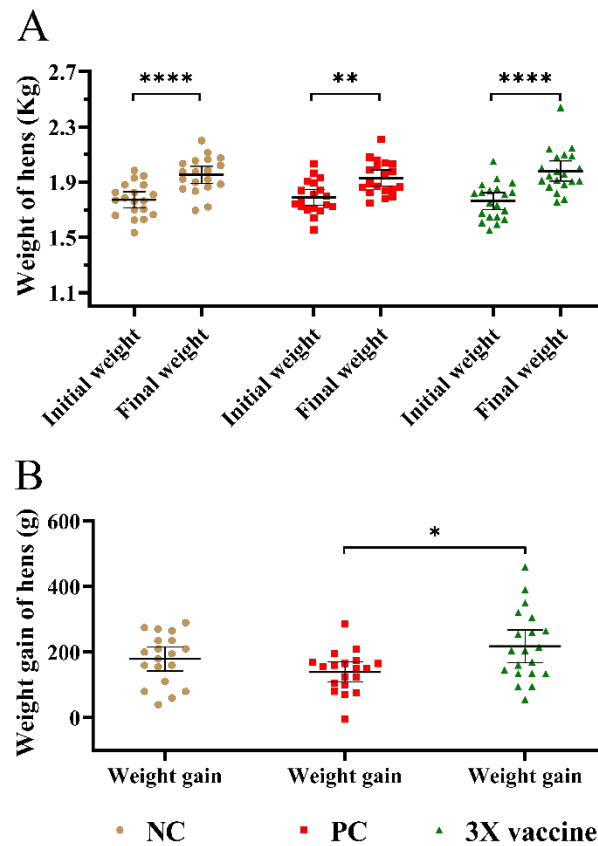 A
Weight of hens (Kg)
2.7
2.3
1.9
1.5
1.1
**** ** ****
Initial weight Final weight Initial weight Final weight Initial weight Final weight
B
Weight gain of hens (g)
600
400
200
0
*
Weight gain Weight gain Weight gain
NC PC 3X vaccine